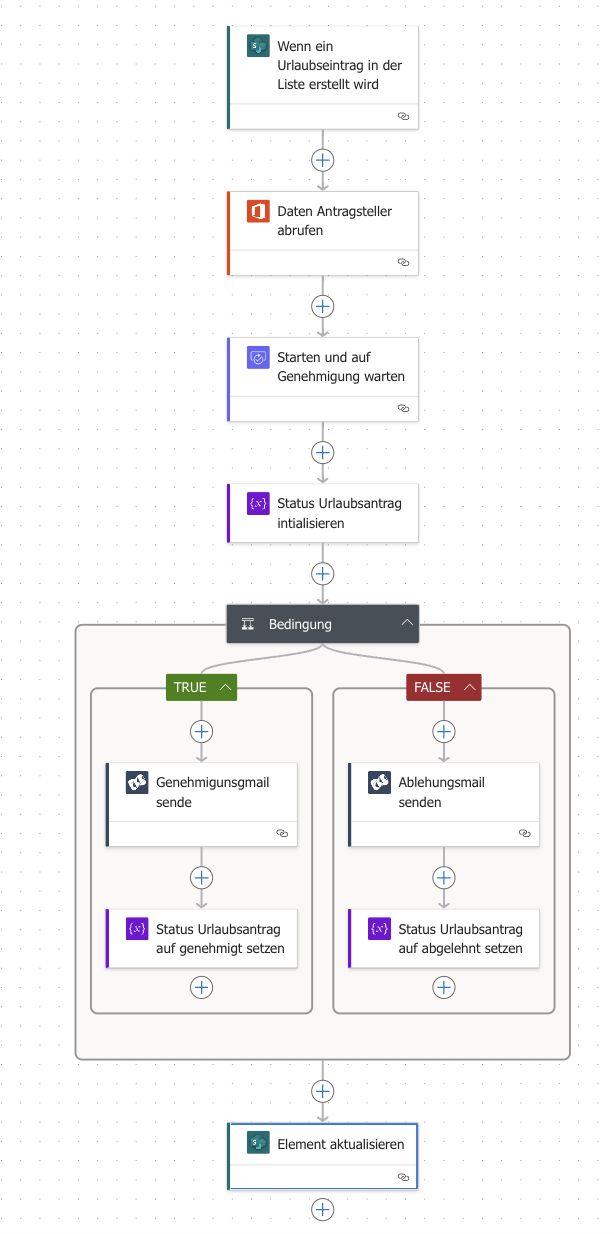 Wenn ein
Urlaubseintrag in der
Liste erstellt wird
Daten Antragsteller
abrufen
Starten und auf
Genehmigung warten
{x}
Status Urlaubsantrag
intialisieren
Bedingung
TRUE
FALSE
Genehmigunsgmail
sende
Ablehungsmail
senden
{x}
Status Urlaubsantrag
auf genehmigt setzen
{x}
Status Urlaubsantrag
auf abgelehnt setzen
Element aktualisieren